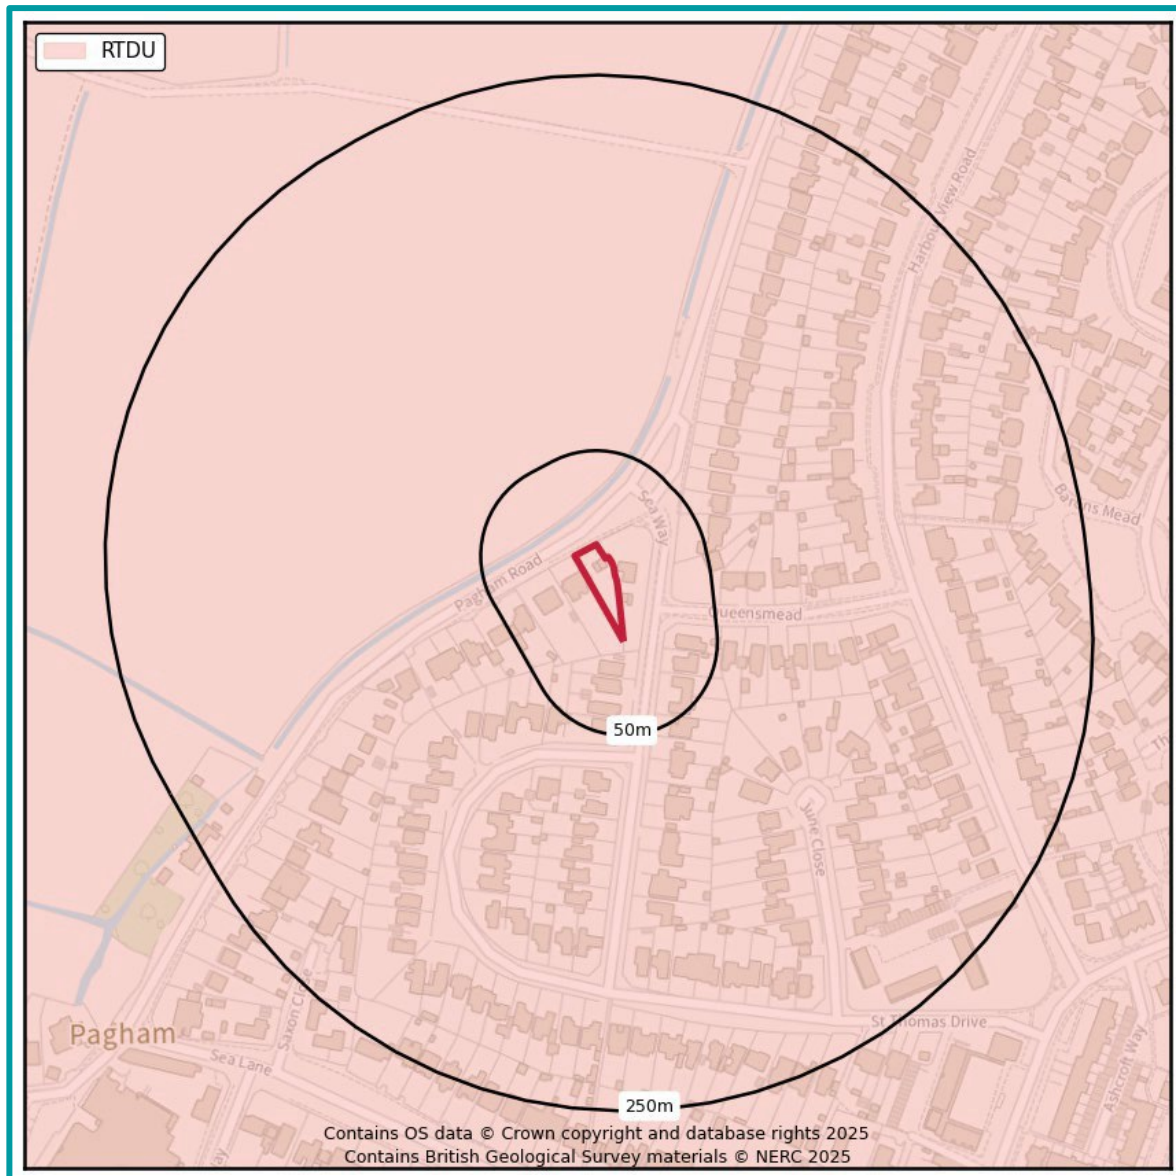 RTDU
Harbour View Road
Barons Mead
Sea Way
Pagham Road
Queensmead
50m
June Close
Saxon Clo
St Thomas Drive
Pagham
Sea Lane
Ashcroft Way
250m
Contains OS data © Crown copyright and database rights 2025
Contains British Geological Survey materials © NERC 2025